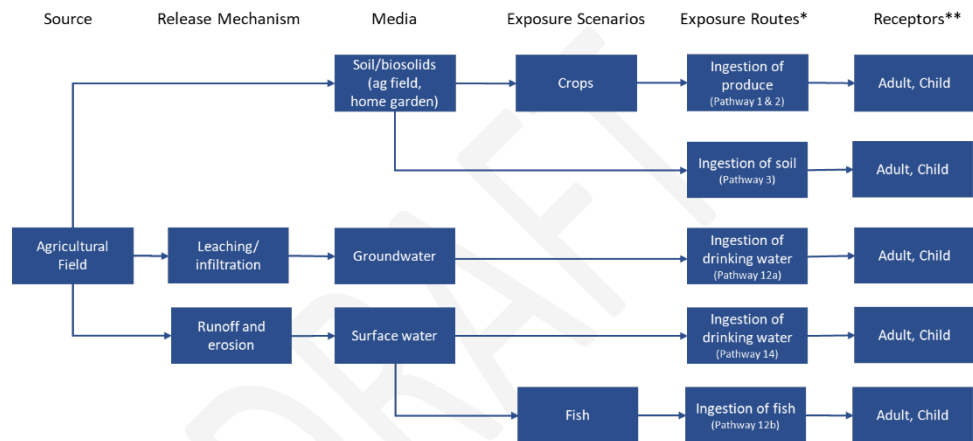 Source
Release Mechanism
Media
Exposure Scenarios
Exposure Routes*
Receptors**
Soil/biosolids
(ag field,
home garden)
Crops
Ingestion of
produce
(Pathway 1 & 2)
Adult, Child
Ingestion of soil
(Pathway 3)
Adult, Child
Agricultural
Field
Leaching/
infiltration
Groundwater
Ingestion of
drinking water
(Pathway 12a)
Adult, Child
Runoff and
erosion
Surface water
Ingestion of
drinking water
(Pathway 14)
Adult, Child
Fish
Ingestion of fish
(Pathway 12b)
Adult, Child
DRAFT